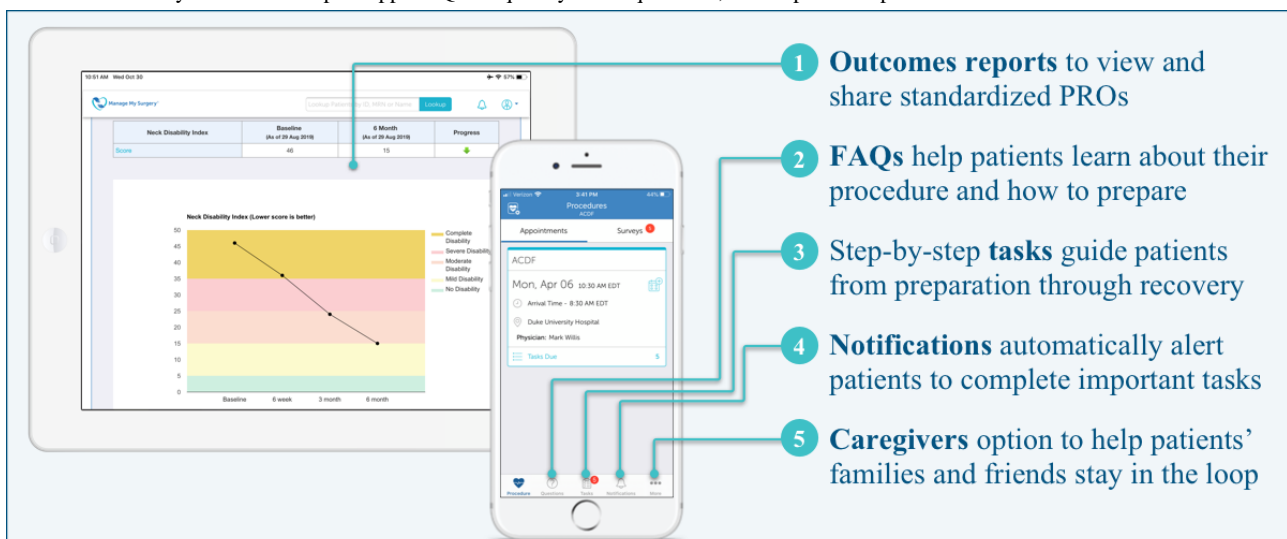 10:51 AM Wed Oct 30
57%
Manage My Surgery
Lookup Patients by ID, MRN or Name
Lookup
Neck Disability Index
Baseline
(As of 29 Aug 2019)
6 Month
(As of 29 Aug 2019)
Progress
Score
46
15
Neck Disability Index (Lower score is better)
50
45
40
35
30
25
20
15
10
5
0
Baseline
6 week
3 month
6 month
Complete
Disability
Severe Disability
Moderate
Disability
Mild Disability
No Disability
Verizon
3:41 PM
44%
Procedures
ACDF
Appointments
Surveys
ACDF
Mon, Apr 06 10:30 AM EDT
Arrival Time - 8:30 AM EDT
Duke University Hospital
Physician: Mark Willis
Tasks Due
5
5
Procedure
Questions
Tasks
Notifications
More
1 Outcomes reports to view and
share standardized PROs
2 FAQs help patients learn about their
procedure and how to prepare
3 Step-by-step tasks guide patients
from preparation through recovery
4 Notifications automatically alert
patients to complete important tasks
5 Caregivers option to help patients’
families and friends stay in the loop